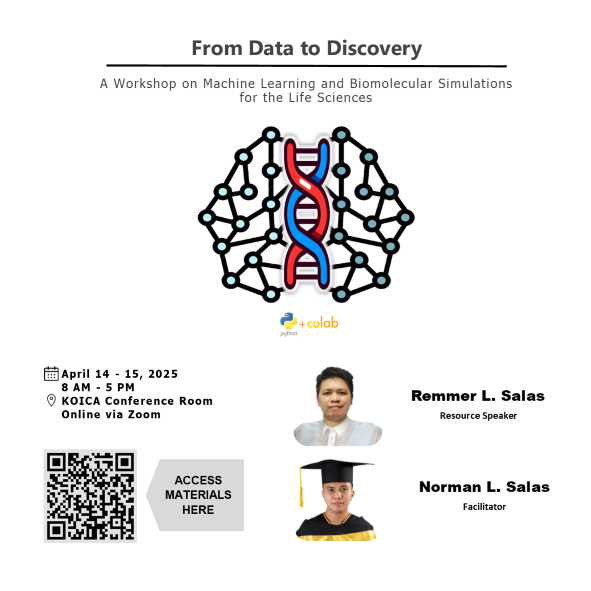 From Data to Discovery
A Workshop on Machine Learning and Biomolecular Simulations
for the Life Sciences
python
+ colab
April 14 - 15, 2025
8 AM - 5 PM
KOICA Conference Room
Online via Zoom
Remmer L. Salas
Resource Speaker
ACCESS
MATERIALS
HERE
Norman L. Salas
Facilitator